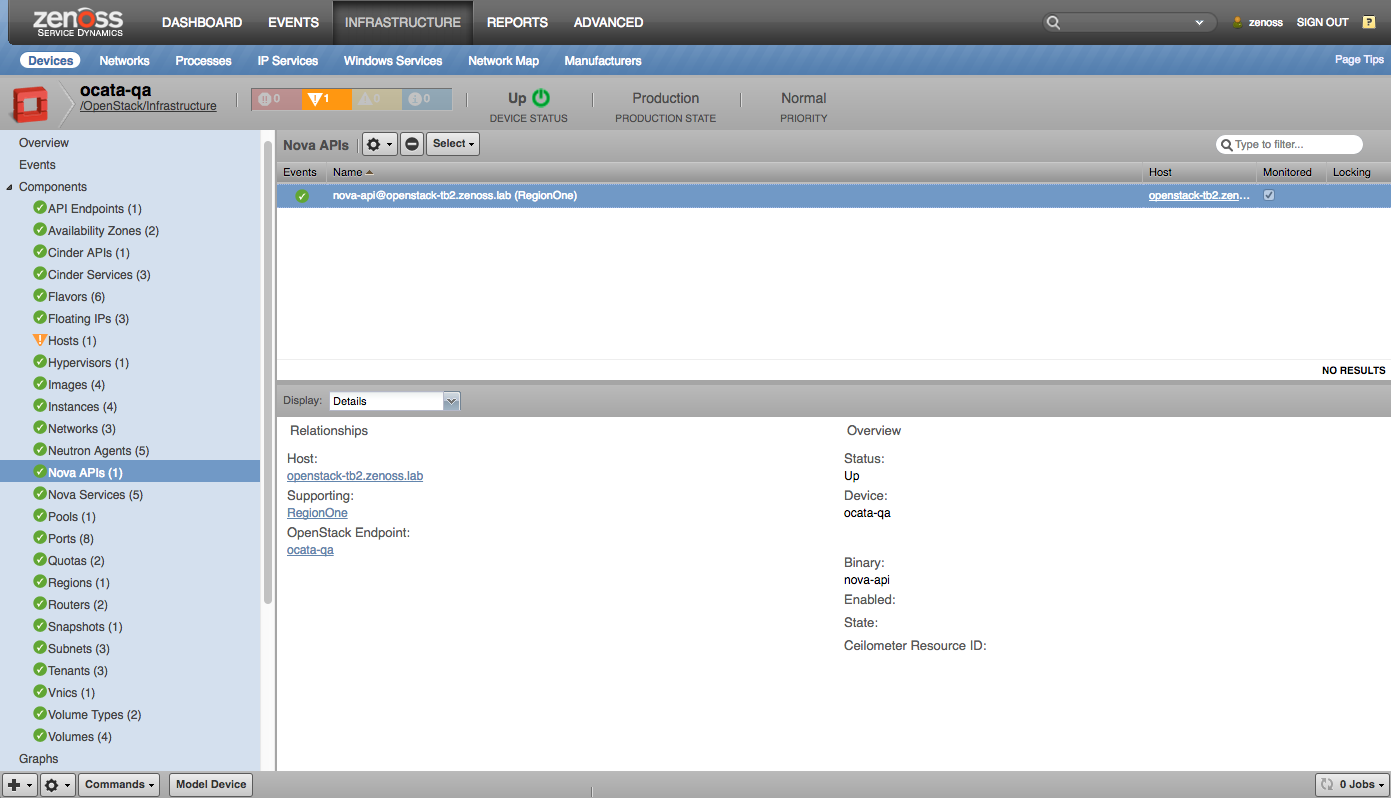 zenoss
SERVICE DYNAMICS
DASHBOARD EVENTS INFRASTRUCTURE REPORTS ADVANCED
zenoss SIGN OUT ?
Devices Networks Processes IP Services Windows Services Network Map Manufacturers Page Tips
ocata-qa
/OpenStack/Infrastructure
0 1 0 0
Up
DEVICE STATUS
Production
PRODUCTION STATE
Normal
PRIORITY
Overview
Events
Components
API Endpoints (1)
Availability Zones (2)
Cinder APIs (1)
Cinder Services (3)
Flavors (6)
Floating IPs (3)
Hosts (1)
Hypervisors (1)
Images (4)
Instances (4)
Networks (3)
Neutron Agents (5)
Nova APIs (1)
Nova Services (5)
Pools (1)
Ports (8)
Quotas (2)
Regions (1)
Routers (2)
Snapshots (1)
Subnets (3)
Tenants (3)
Vnics (1)
Volume Types (2)
Volumes (4)
Graphs
Nova APIs Select Type to filter...
Events Name Host Monitored Locking
nova-api@openstack-tb2.zenoss.lab (RegionOne) openstack-tb2.zen...
NO RESULTS
Display: Details
Relationships
Host:
openstack-tb2.zenoss.lab
Supporting:
RegionOne
OpenStack Endpoint:
ocata-qa
Overview
Status:
Up
Device:
ocata-qa
Binary:
nova-api
Enabled:
State:
Ceilometer Resource ID:
Commands Model Device 0 Jobs